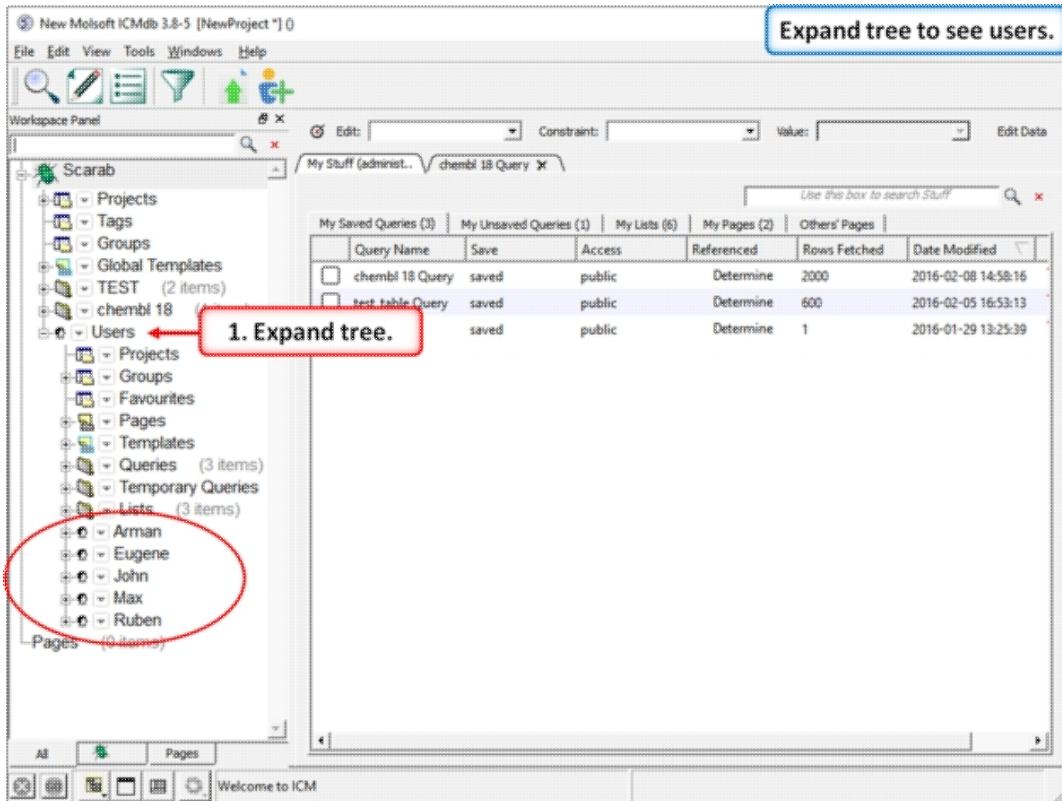 New Molsoft ICMdb 3.8-5 [NewProject *] ()
Expand tree to see users.
File Edit View Tools Windows Help
Workspace Panel
Edit: Constraint: Value: Edit Data
My Stuff (administ.. chembl 18 Query
Use this box to search Stuff
My Saved Queries (3) My Unsaved Queries (1) My Lists (6) My Pages (2) Others' Pages
Query Name Save Access Referenced Rows Fetched Date Modified
chembl 18 Query saved public Determine 2000 2016-02-08 14:58:16
test_table Query saved public Determine 600 2016-02-05 16:53:13
saved public Determine 1 2016-01-29 13:25:39
Scarab
Projects
Tags
Groups
Global Templates
TEST (2 items)
chembl 18
Users
1. Expand tree.
Projects
Groups
Favourites
Pages
Templates
Queries (3 items)
Temporary Queries
Lists (3 items)
Arman
Eugene
John
Max
Ruben
Pages (0 items)
All Pages
Welcome to ICM